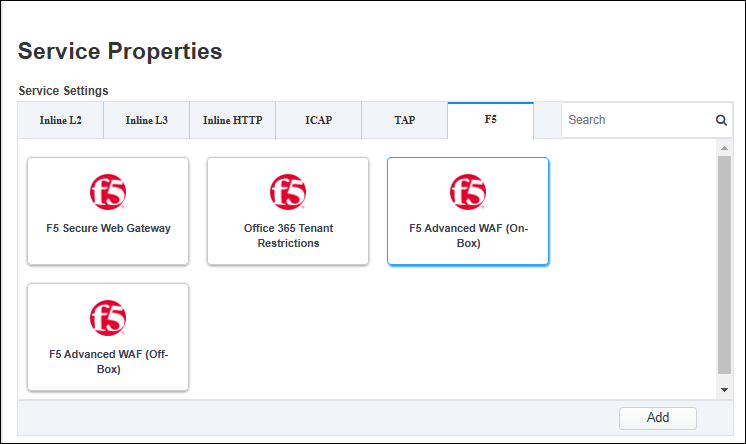 Service Properties
Service Settings
Inline L2 Inline L3 Inline HTTP ICAP TAP F5 Search
f5 f5 f5
F5 Secure Web Gateway Office 365 Tenant F5 Advanced WAF (On-
Restrictions Box)
f5
F5 Advanced WAF (Off-
Box)
Add